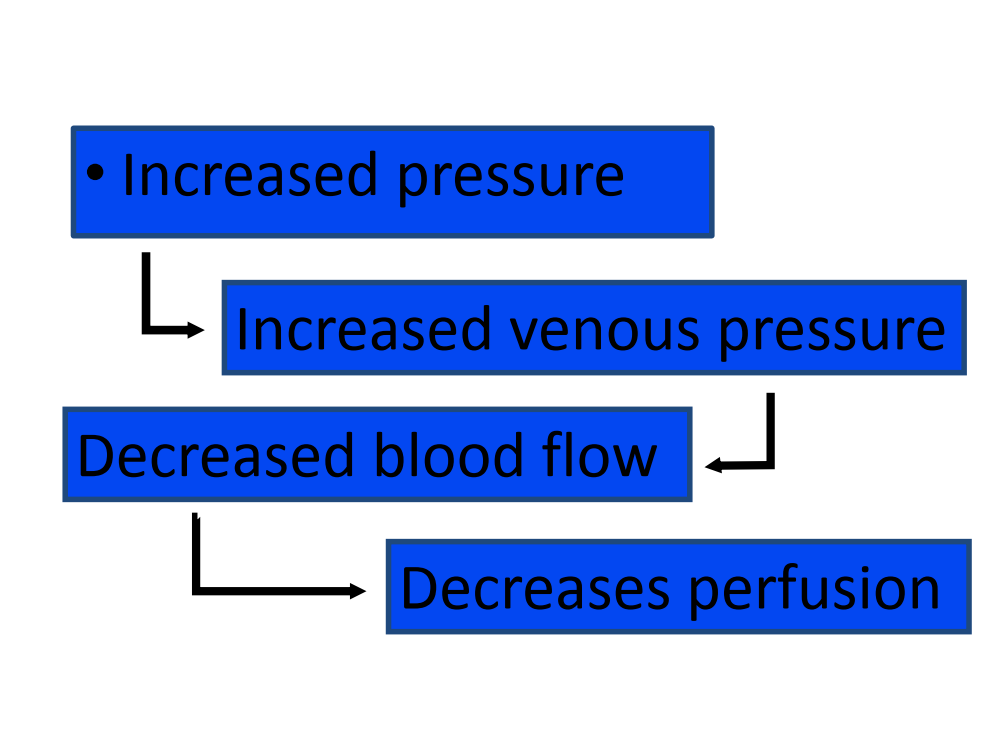 • Increased pressure
Increased venous pressure
Decreased blood flow
Decreases perfusion